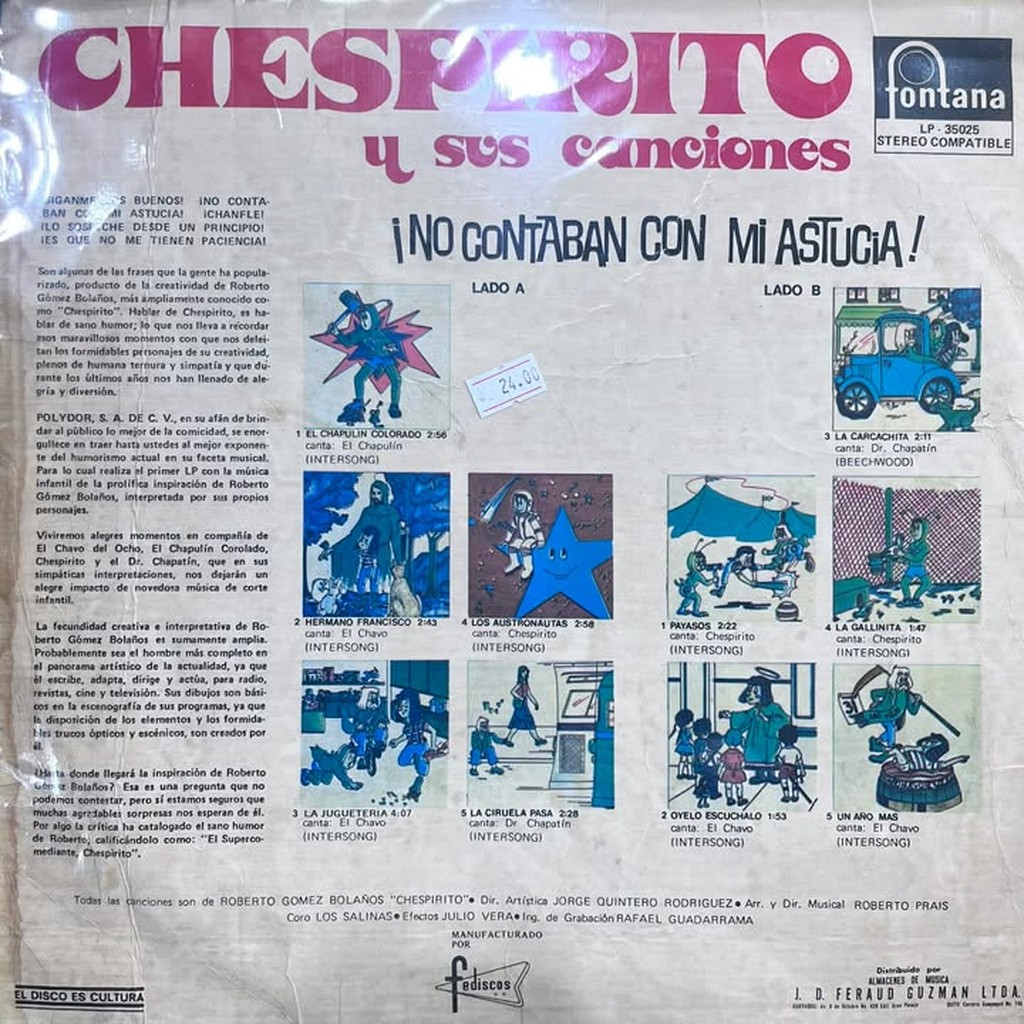 CHESPIRITO
y sus canciones
fontana
LP - 35025
STEREO COMPATIBLE
BUENOS! ¡NO CONTA-
BAN CON MI ASTUCIA! ¡CHANFLE!
¡LO SOSPECHE DESDE UN PRINCIPIO!
¡ES QUE NO ME TIENEN PACIENCIA!
Son algunas de las frases que la gente ha popula-
rizado, producto de la creatividad de Roberto
Gómez Bolaños, más ampliamente conocido co-
mo "Chespirito". Hablar de Chespirito, es ha-
blar de sano humor; lo que nos lleva a recordar
esos maravillosos momentos con que nos delei-
tan los formidables personajes de su creatividad,
plenos de humana ternura y simpatía y que du-
rante los últimos años nos han llenado de ale-
gría y diversión.
POLYDOR, S. A. DE C. V., en su afán de brin-
dar al público lo mejor de la comicidad, se enor-
gullece en traer hasta ustedes al mejor exponen-
te del humorismo actual en su faceta musical.
Para lo cual realiza el primer LP con la música
infantil de la prolífica inspiración de Roberto
Gómez Bolaños, interpretada por sus propios
personajes.
Viviremos alegres momentos en compañía de
El Chavo del Ocho, El Chapulín Corolado,
Chespirito y el Dr. Chapatín, que en sus
simpáticas interpretaciones, nos dejarán un
alegre impacto de novedosa música de corte
infantil.
La fecundidad creativa e interpretativa de Ro-
berto Gómez Bolaños es sumamente amplia.
Probablemente sea el hombre más completo en
el panorama artístico de la actualidad, ya que
él escribe, adapta, dirige y actúa, para radio,
revistas, cine y televisión. Sus dibujos son bási-
cos en la escenografía de sus programas, ya que
la disposición de los elementos y los formida-
bles trucos ópticos y escénicos, son creados por
él.
¿Hasta donde llegará la inspiración de Roberto
Gómez Bolaños? Esa es una pregunta que no
podemos contestar, pero sí estamos seguros que
muchas agradables sorpresas nos esperan de él.
Por algo la crítica ha catalogado el sano humor
de Roberto, calificándolo como: "El Superco-
mediante, Chespirito".
¡NO CONTABAN CON MI ASTUCIA!
LADO A
24.00
1 EL CHAPULIN COLORADO 2:56
canta: El Chapulín
(INTERSONG)
2 HERMANO FRANCISCO 2:43
canta: El Chavo
(INTERSONG)
3 LA JUGUETERIA 4:07
canta: El Chavo
(INTERSONG)
4 LOS AUSTRONAUTAS 2:58
canta: Chespirito
(INTERSONG)
5 LA CIRUELA PASA 2:28
canta: Dr Chapatín
(INTERSONG)
LADO B
1 PAYASOS 2/22
canta: Chespirito
(INTERSONG)
2 OYELO ESCUCHALO 1:53
canta: El Chavo
(INTERSONG)
3 LA CARCACHITA 2:11
canta: Dr. Chapatín
(BEECHWOOD)
4 LA GALLINITA 1:47
canta: Chespirito
(INTERSONG)
5 UN AÑO MAS
canta: El Chavo
(INTERSONG)
Todas las canciones son de ROBERTO GOMEZ BOLAÑOS "CHESPIRITO"● Dir. Artística JORGE QUINTERO RODRIGUEZ● Arr. y Dir. Musical ROBERTO PRAIS
Coro LOS SALINAS● Efectos JULIO VERA● Ing. de Grabación RAFAEL GUADARRAMA
MANUFACTURADO
POR
fediscos
EL DISCO ES CULTURA
Distribuido por
ALMACENES DE MUSICA
J. D. FERAUD GUZMAN LTDA.